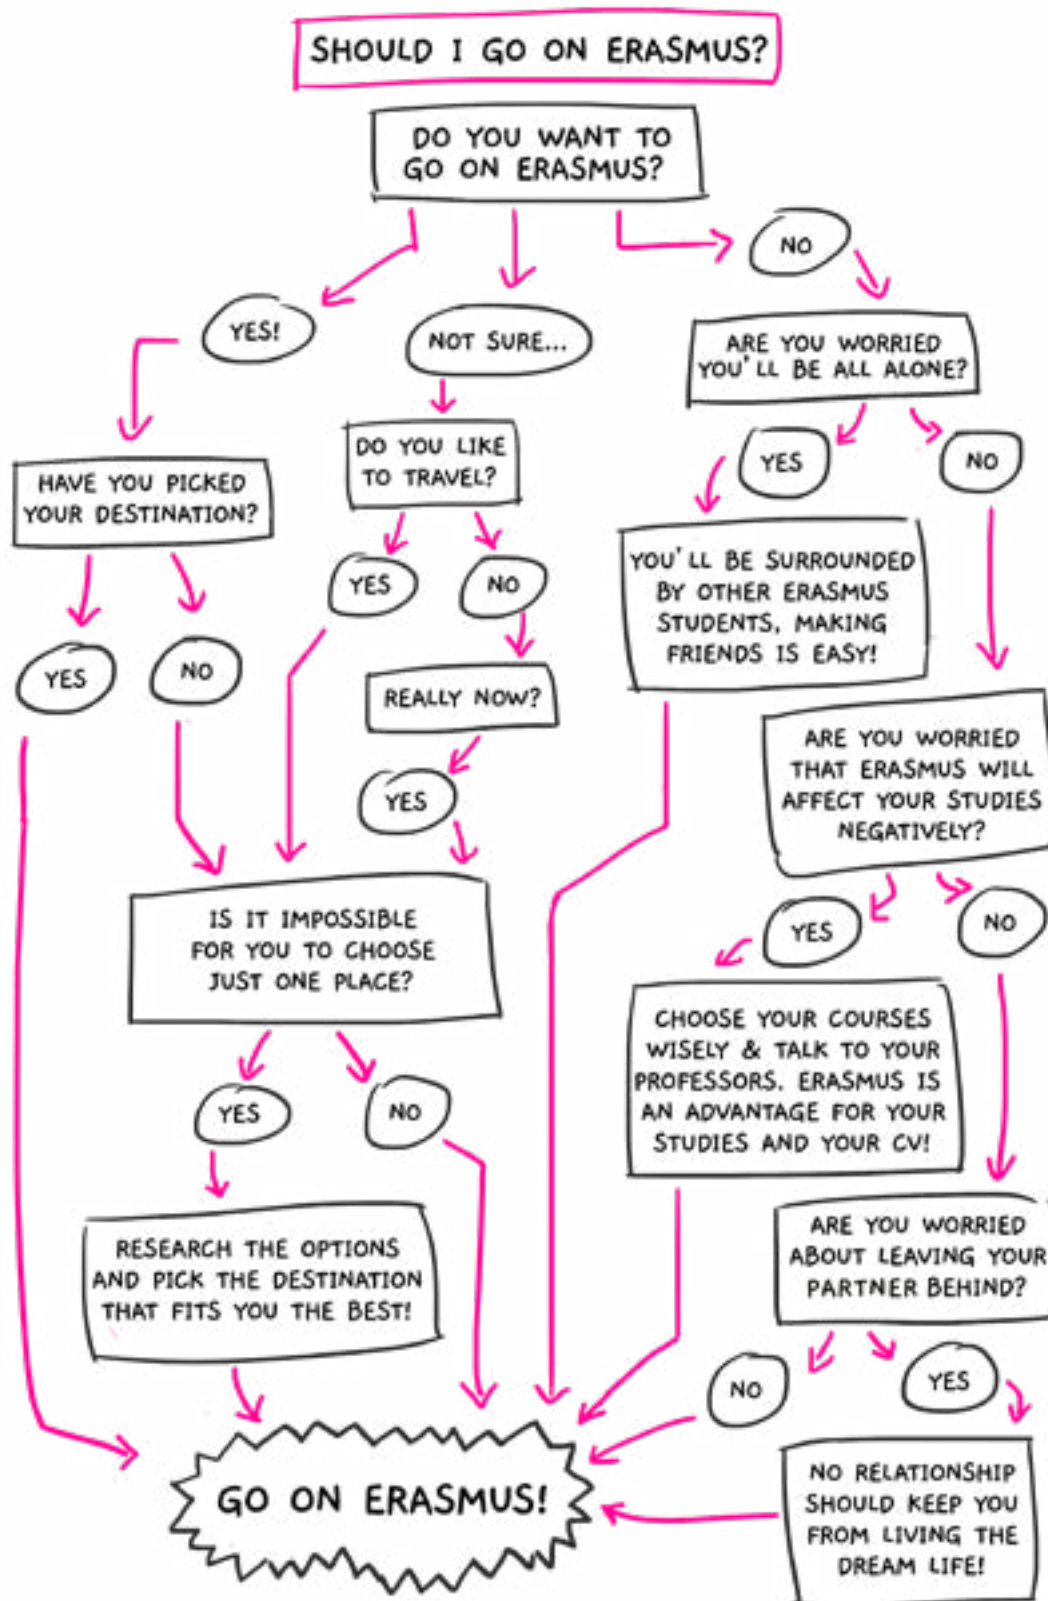 SHOULD I GO ON ERASMUS?
DO YOU WANT TO
GO ON ERASMUS?
NO
YES!
NOT SURE...
ARE YOU WORRIED
YOU'LL BE ALL ALONE?
DO YOU LIKE
TO TRAVEL?
YES
NO
HAVE YOU PICKED
YOUR DESTINATION?
YES
NO
YOU'LL BE SURROUNDED
BY OTHER ERASMUS
STUDENTS, MAKING
FRIENDS IS EASY!
YES
NO
REALLY NOW?
YES
ARE YOU WORRIED
THAT ERASMUS WILL
AFFECT YOUR STUDIES
NEGATIVELY?
IS IT IMPOSSIBLE
FOR YOU TO CHOOSE
JUST ONE PLACE?
YES
NO
CHOOSE YOUR COURSES
WISELY & TALK TO YOUR
PROFESSORS. ERASMUS IS
AN ADVANTAGE FOR YOUR
STUDIES AND YOUR CV!
YES
NO
RESEARCH THE OPTIONS
AND PICK THE DESTINATION
THAT FITS YOU THE BEST!
ARE YOU WORRIED
ABOUT LEAVING YOUR
PARTNER BEHIND?
NO
YES
GO ON ERASMUS!
NO RELATIONSHIP
SHOULD KEEP YOU
FROM LIVING THE
DREAM LIFE!
YES
NO